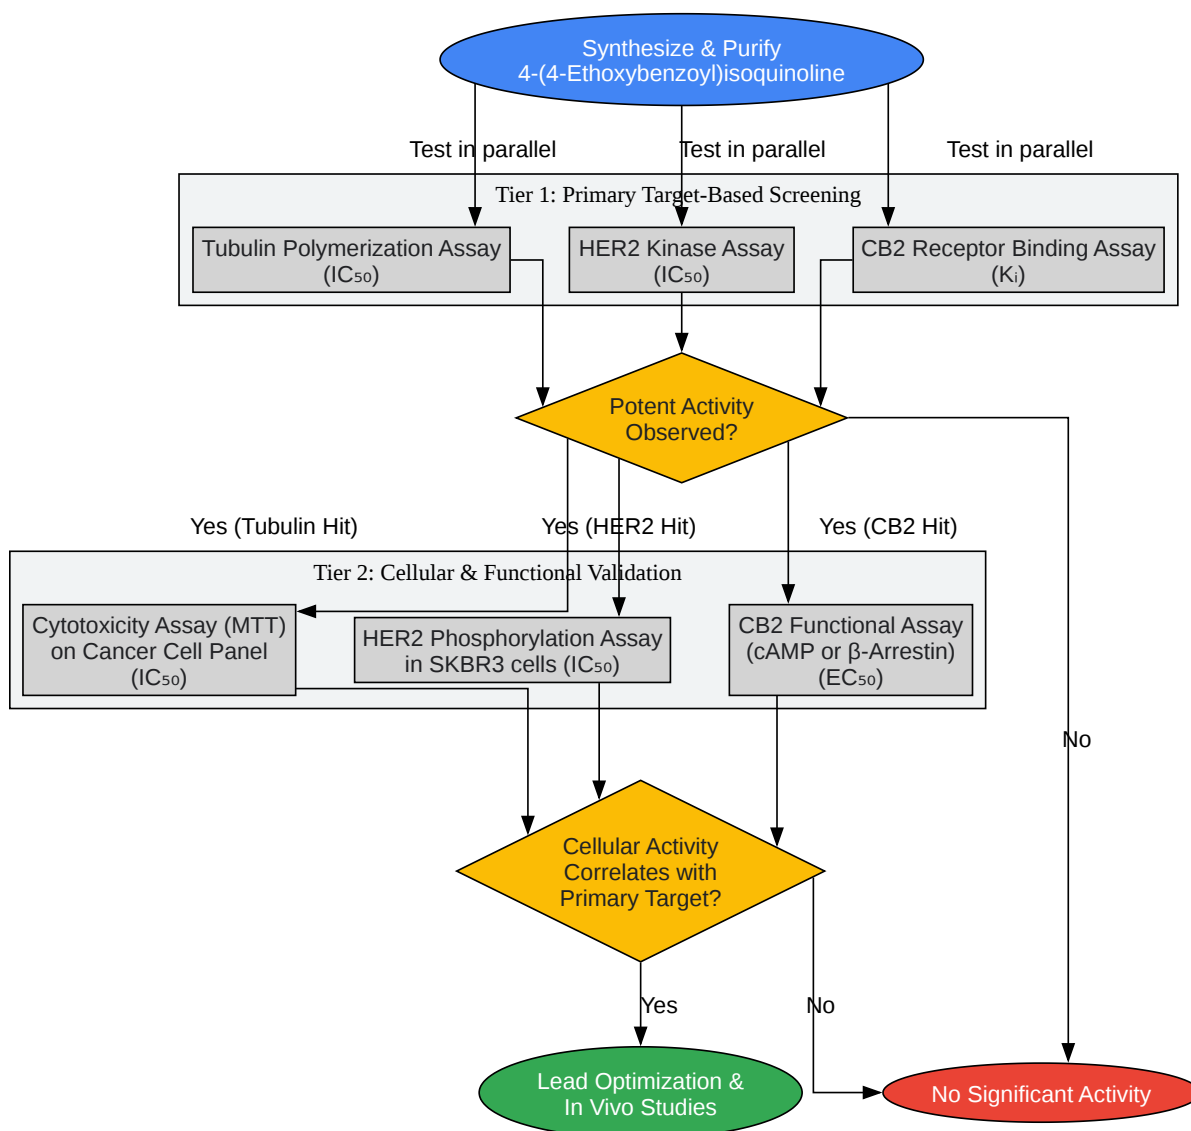 Synthesize & Purify
4-(4-Ethoxybenzoyl)isoquinoline
Test in parallel
Test in parallel
Test in parallel
Tier 1: Primary Target-Based Screening
Tubulin Polymerization Assay
(IC₅₀)
HER2 Kinase Assay
(IC₅₀)
CB2 Receptor Binding Assay
(Kᵢ)
Potent Activity
Observed?
Yes (Tubulin Hit)
Yes (HER2 Hit)
Yes (CB2 Hit)
Tier 2: Cellular & Functional Validation
Cytotoxicity Assay (MTT)
on Cancer Cell Panel
(IC₅₀)
HER2 Phosphorylation Assay
in SKBR3 cells (IC₅₀)
CB2 Functional Assay
(cAMP or β-Arrestin)
(EC₅₀)
No
Cellular Activity
Correlates with
Primary Target?
Yes
No
Lead Optimization &
In Vivo Studies
No Significant Activity